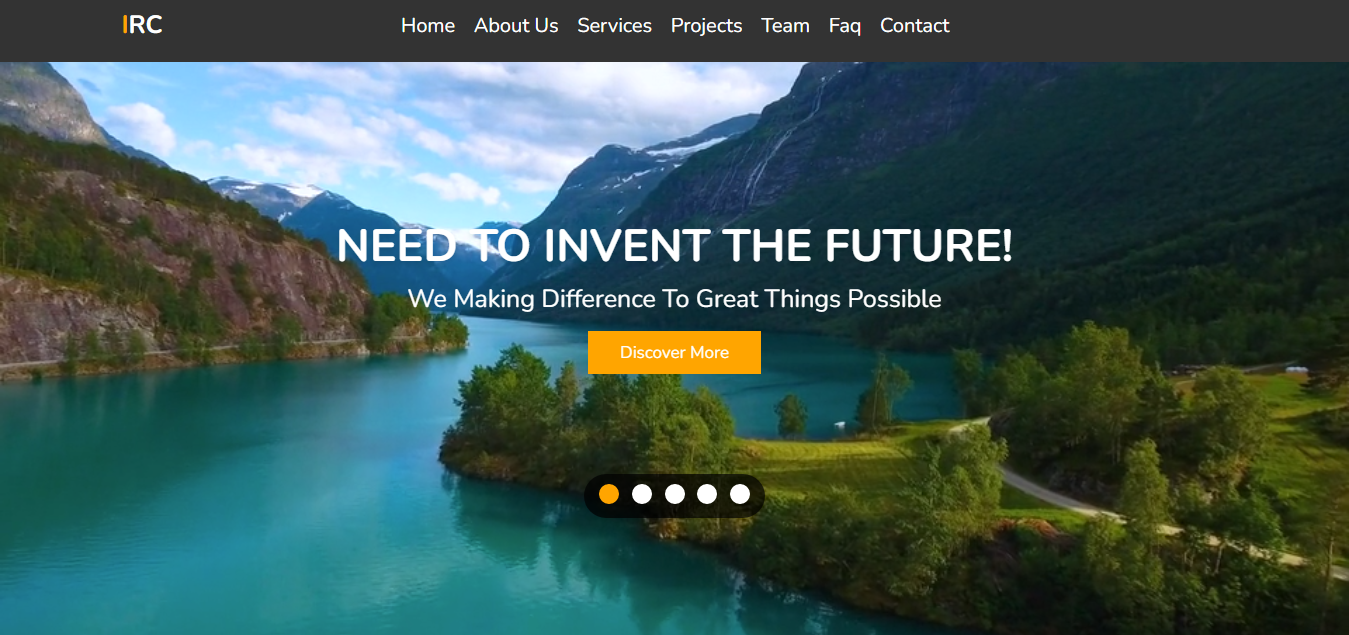 IRC Home About Us Services Projects Team Faq Contact
NEED TO INVENT THE FUTURE!
We Making Difference To Great Things Possible
Discover More